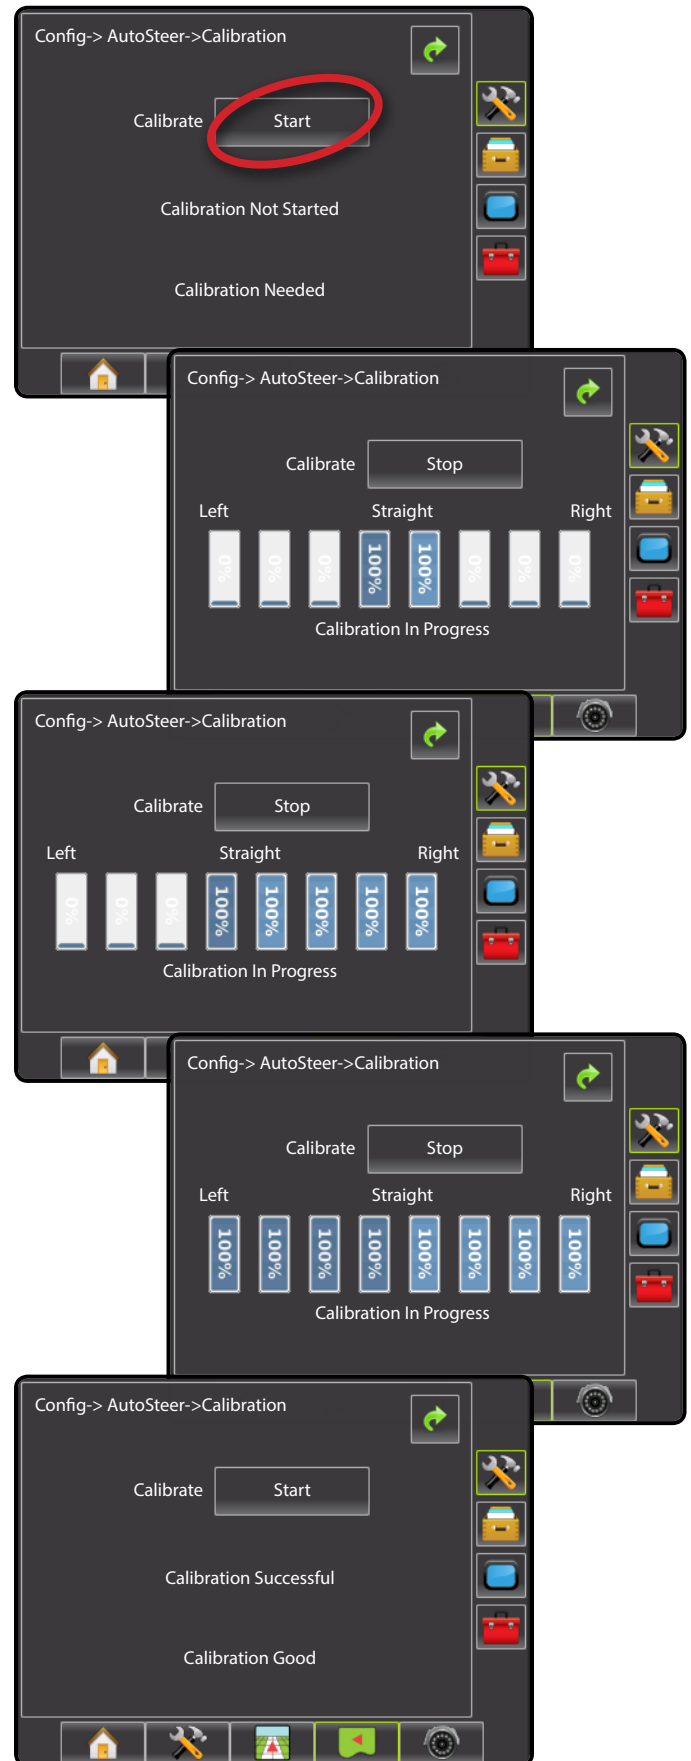 Config-> AutoSteer->Calibration
Calibrate Start
Calibration Not Started
Calibration Needed
Config-> AutoSteer->Calibration
Calibrate Stop
Left Straight Right
0% 0% 0% 100% 100% 0% 0% 0%
Calibration In Progress
Config-> AutoSteer->Calibration
Calibrate Stop
Left Straight Right
0% 0% 0% 100% 100% 100% 100% 100%
Calibration In Progress
Config-> AutoSteer->Calibration
Calibrate Stop
Left Straight Right
100% 100% 100% 100% 100% 100% 100% 100%
Calibration In Progress
Config-> AutoSteer->Calibration
Calibrate Start
Calibration Successful
Calibration Good